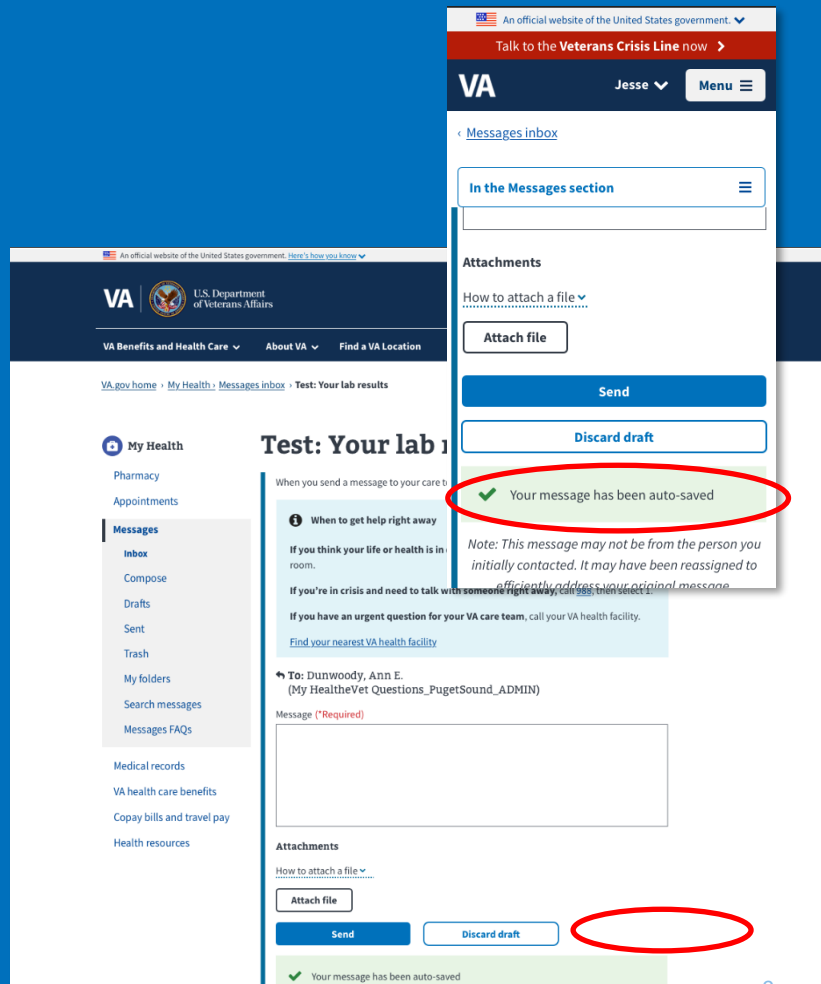 An official website of the United States government.
Talk to the Veterans Crisis Line now
VA
Jesse
Menu
‹ Messages inbox
In the Messages section
Attachments
How to attach a file
Attach file
Send
Discard draft
Your message has been auto-saved
Note: This message may not be from the person you
initially contacted. It may have been reassigned to
efficiently address your original message
An official website of the United States government. Here's how you know
VA
U.S. Department
of Veterans Affairs
VA Benefits and Health Care
About VA
Find a VA Location
VA.gov home › My Health › Messages inbox › Test: Your lab results
My Health
Pharmacy
Appointments
Messages
Inbox
Compose
Drafts
Sent
Trash
My folders
Search messages
Messages FAQs
Medical records
VA health care benefits
Copay bills and travel pay
Health resources
Test: Your lab
When you send a message to your care
When to get help right away
If you think your life or health is in
room.
If you're in crisis and need to talk with someone right away, call 988, then select 1.
If you have an urgent question for your VA care team, call your VA health facility.
Find your nearest VA health facility
To: Dunwoody, Ann E.
(My HealtheVet Questions_PugetSound_ADMIN)
Message (*Required)
Attachments
How to attach a file
Attach file
Send
Discard draft
Your message has been auto-saved